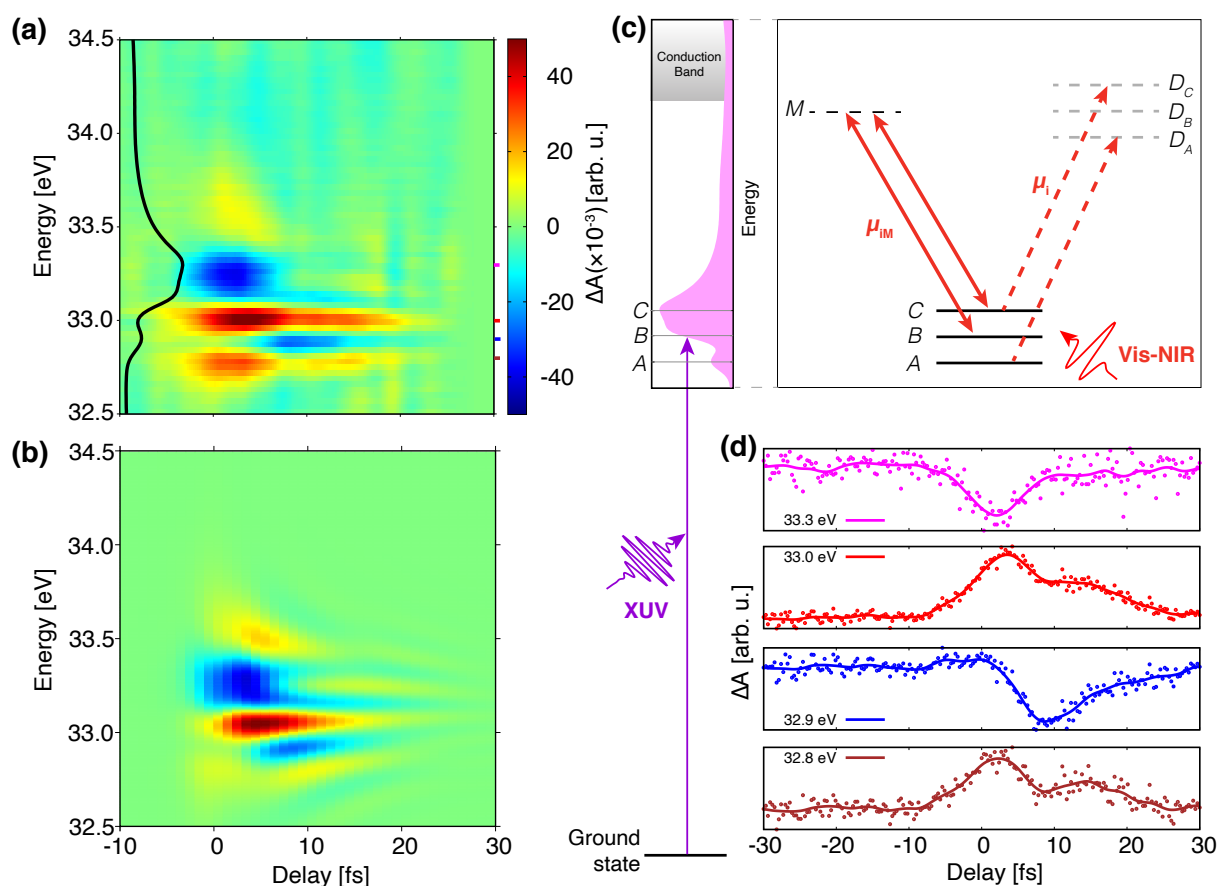 (a)
34.5
34.0
33.5
33.0
32.5
Energy [eV]
40
20
0
-20
-40
ΔA(×10⁻³) [arb. u.]
(b)
34.5
34.0
33.5
33.0
32.5
Energy [eV]
-10
0
10
20
30
Delay [fs]
(c)
Conduction
Band
C
B
A
Energy
M
D_C
D_B
D_A
μ_i
μ_iM
C
B
A
Vis-NIR
XUV
Ground
state
(d)
33.3 eV
33.0 eV
32.9 eV
32.8 eV
ΔA [arb. u.]
-30
-20
-10
0
10
20
30
Delay [fs]